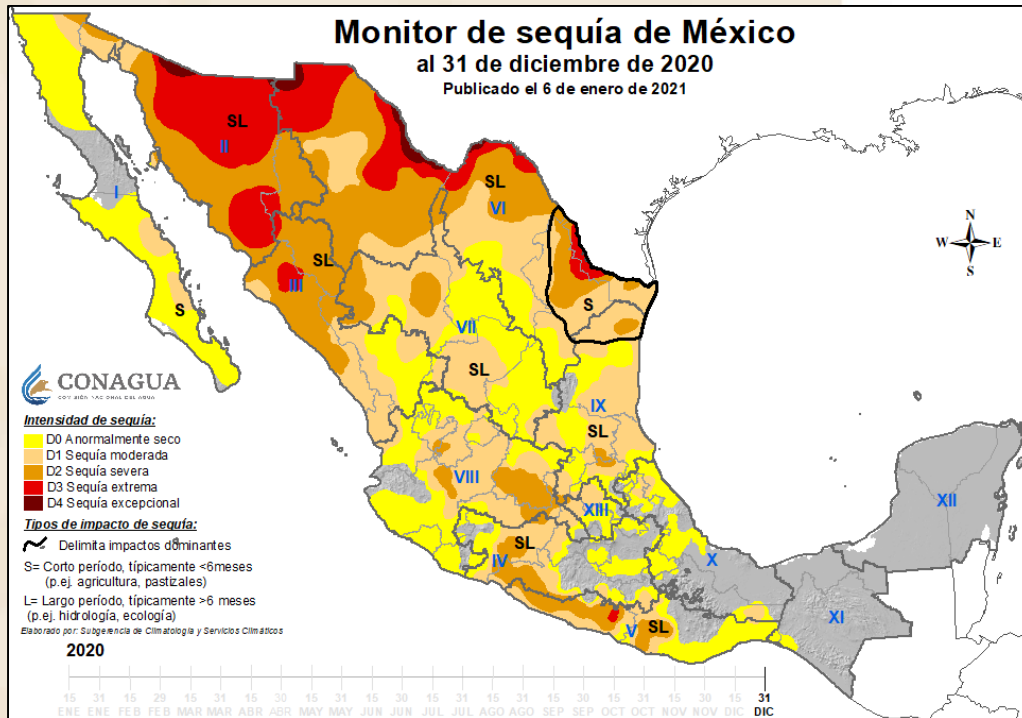 Monitor de sequía de México
al 31 de diciembre de 2020
Publicado el 6 de enero de 2021
SL
II
I
SL
VI
N
W E
S
SL
III
S
S
VII
SL
CONAGUA
COMISIÓN NACIONAL DEL AGUA
IX
SL
Intensidad de sequía:
D0 Anormalmente seco
D1 Sequía moderada
D2 Sequía severa
D3 Sequía extrema
D4 Sequía excepcional
VIII
XIII
XII
Tipos de impacto de sequía:
Delimita impactos dominantes
S= Corto período, típicamente <6meses
(p.ej. agricultura, pastizales)
L= Largo período, típicamente >6 meses
(p.ej. hidrología, ecología)
Elaborado por: Subgerencia de Climatología y Servicios Climáticos
SL
IV
X
V
SL
XI
2020
15 31 15 29 15 31 15 30 15 31 15 30 15 31 15 31 15 30 15 31 15 30 15 31
ENE ENE FEB FEB MAR MAR ABR ABR MAY MAY JUN JUN JUL JUL AGO AGO SEP SEP OCT OCT NOV NOV DIC DIC